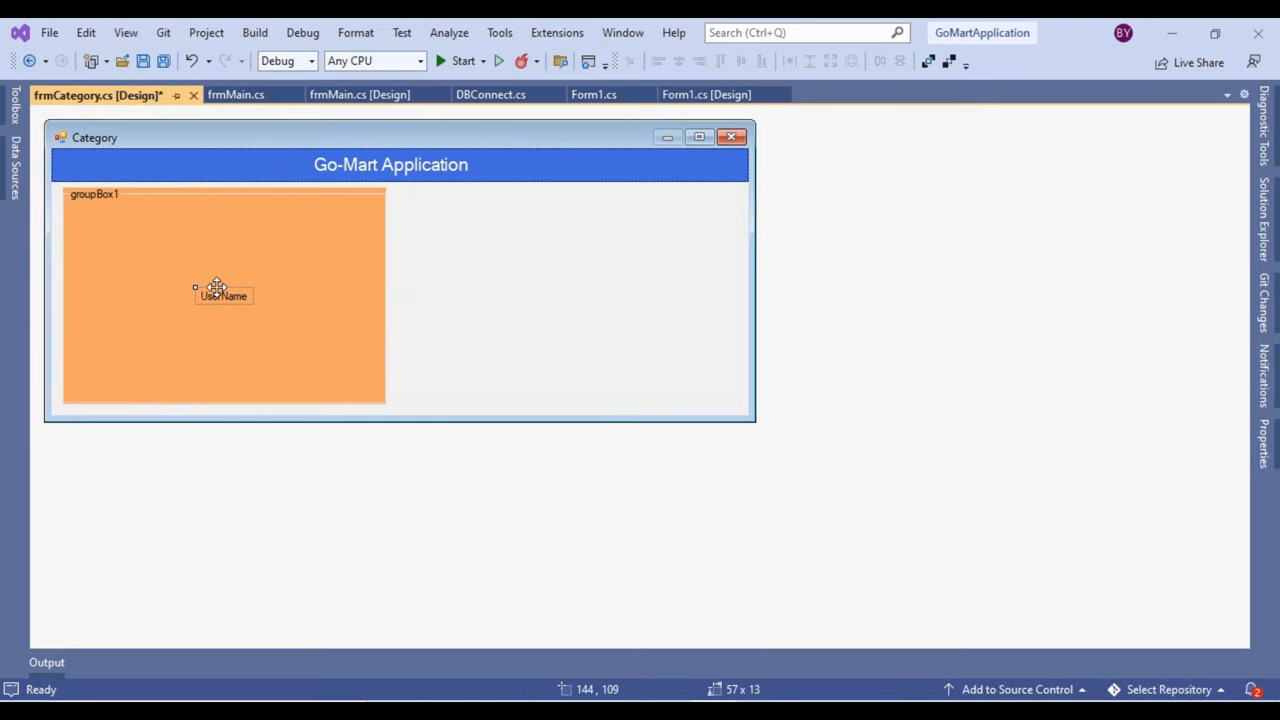 File Edit View Git Project Build Debug Format Test Analyze Tools Extensions Window Help Search (Ctrl+Q) GoMartApplication BY
Debug Any CPU Start Live Share
frmCategory.cs [Design]* frmMain.cs frmMain.cs [Design] DBConnect.cs Form1.cs Form1.cs [Design]
Toolbox
Data Sources
Category
Go-Mart Application
groupBox1
UserName
Diagnostic Tools
Solution Explorer
Git Changes
Notifications
Properties
Output
Ready 144 , 109 57 x 13 Add to Source Control Select Repository 2